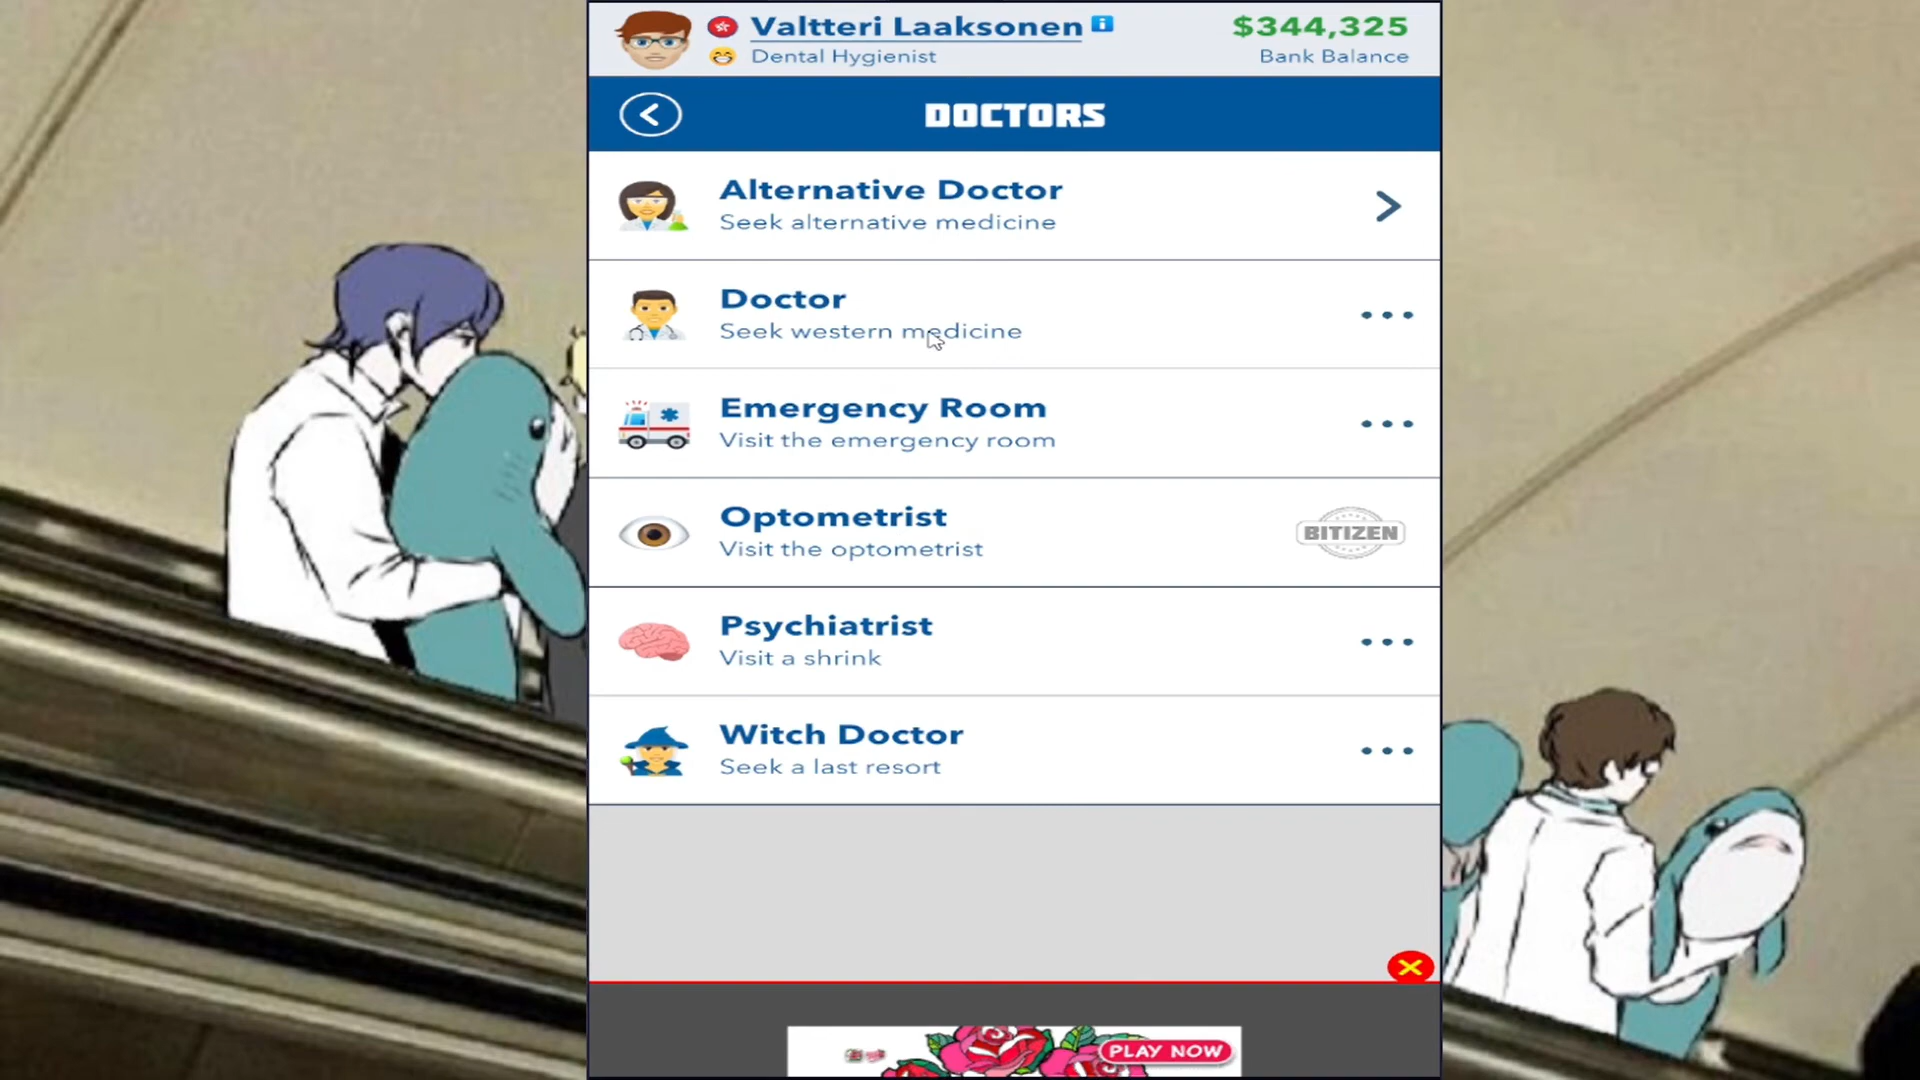 Valtteri Laaksonen
Dental Hygienist
$344,325
Bank Balance
DOCTORS
Alternative Doctor
Seek alternative medicine
Doctor
Seek western medicine
Emergency Room
Visit the emergency room
Optometrist
Visit the optometrist
BITIZEN
Psychiatrist
Visit a shrink
Witch Doctor
Seek a last resort
PLAY NOW